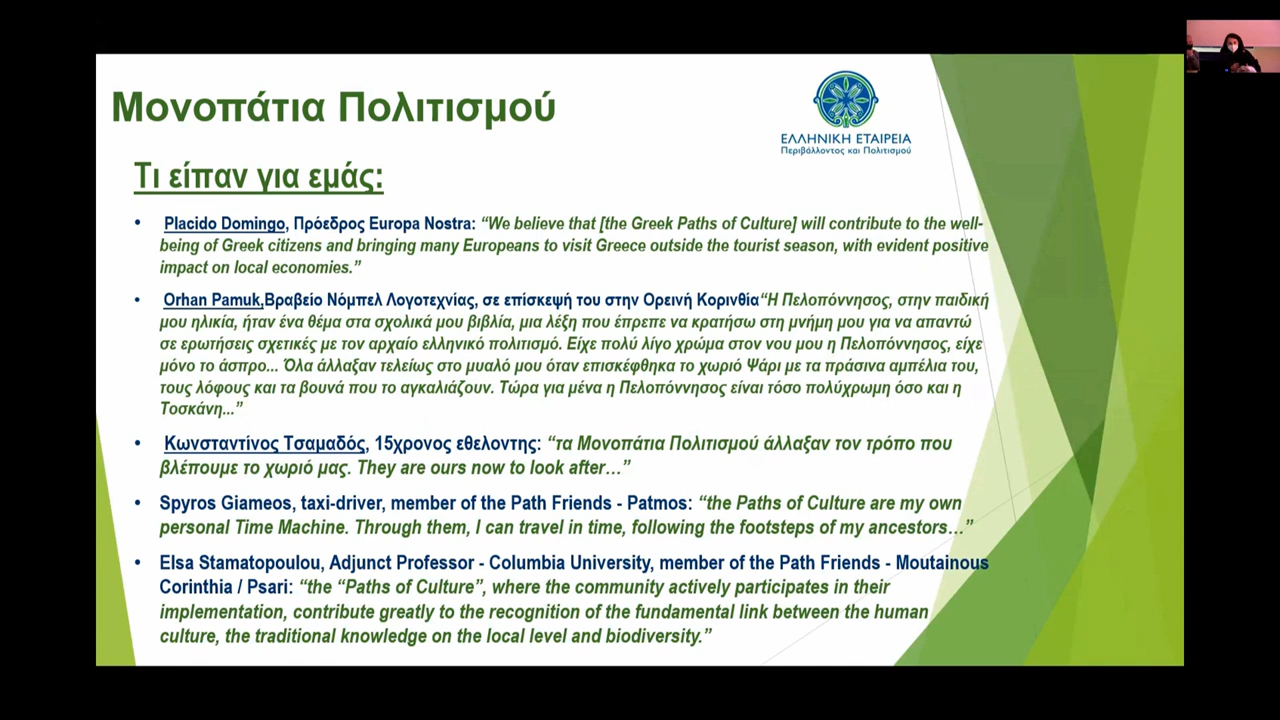 Μονοπάτια Πολιτισμού
ΕΛΛΗΝΙΚΗ ΕΤΑΙΡΕΙΑ
Περιβάλλοντος και Πολιτισμού
Τι είπαν για εμάς:
• Placido Domingo, Πρόεδρος Europa Nostra: “We believe that [the Greek Paths of Culture] will contribute to the well-
being of Greek citizens and bringing many Europeans to visit Greece outside the tourist season, with evident positive
impact on local economies.”
• Orhan Pamuk,Βραβείο Νόμπελ Λογοτεχνίας, σε επίσκεψή του στην Ορεινή Κορινθία“Η Πελοπόννησος, στην παιδική
μου ηλικία, ήταν ένα θέμα στα σχολικά μου βιβλία, μια λέξη που έπρεπε να κρατήσω στη μνήμη μου για να απαντώ
σε ερωτήσεις σχετικές με τον αρχαίο ελληνικό πολιτισμό. Είχε πολύ λίγο χρώμα στον νου μου η Πελοπόννησος, είχε
μόνο το άσπρο... Όλα άλλαξαν τελείως στο μυαλό μου όταν επισκέφθηκα το χωριό Ψάρι με τα πράσινα αμπέλια του,
τους λόφους και τα βουνά που το αγκαλιάζουν. Τώρα για μένα η Πελοπόννησος είναι τόσο πολύχρωμη όσο και η
Τοσκάνη...”
• Κωνσταντίνος Τσαμαδός, 15χρονος εθελοντης: “τα Μονοπάτια Πολιτισμού άλλαξαν τον τρόπο που
βλέπουμε το χωριό μας. They are ours now to look after…”
• Spyros Giameos, taxi-driver, member of the Path Friends - Patmos: “the Paths of Culture are my own
personal Time Machine. Through them, I can travel in time, following the footsteps of my ancestors…”
• Elsa Stamatopoulou, Adjunct Professor - Columbia University, member of the Path Friends - Moutainous
Corinthia / Psari: “the “Paths of Culture”, where the community actively participates in their
implementation, contribute greatly to the recognition of the fundamental link between the human
culture, the traditional knowledge on the local level and biodiversity.”